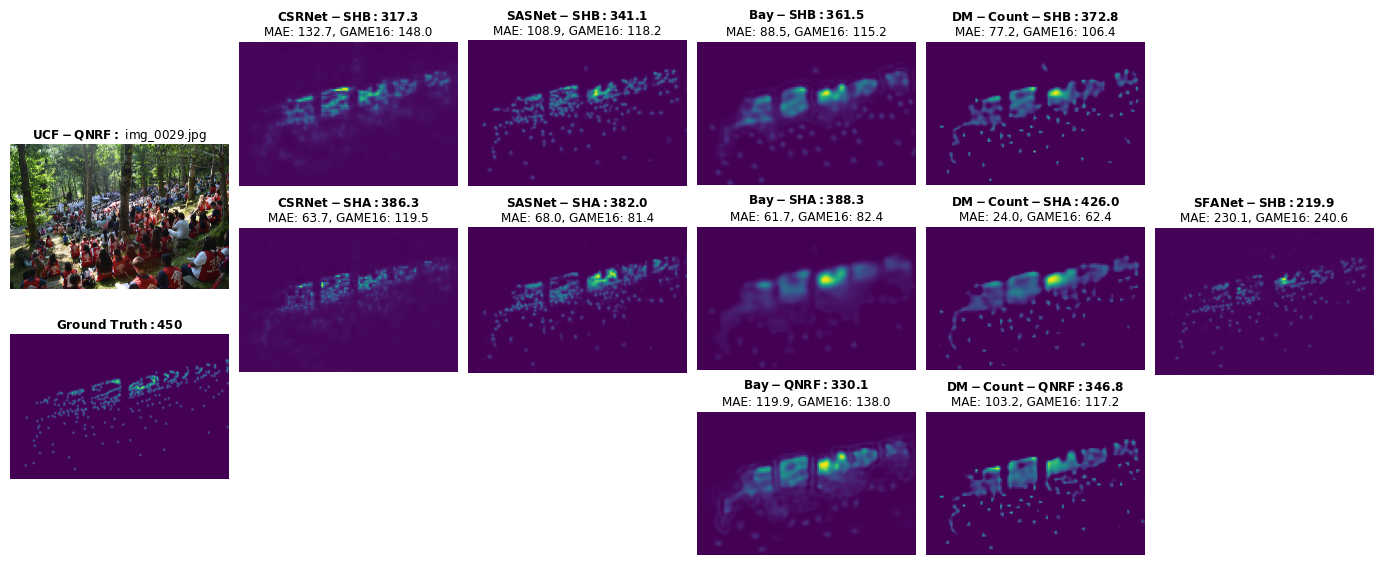 UCF-QNRF: img_0029.jpg
Ground Truth: 450
CSRNet-SHB: 317.3
MAE: 132.7, GAME16: 148.0
CSRNet-SHA: 386.3
MAE: 63.7, GAME16: 119.5
SASNet-SHB: 341.1
MAE: 108.9, GAME16: 118.2
SASNet-SHA: 382.0
MAE: 68.0, GAME16: 81.4
Bay-SHB: 361.5
MAE: 88.5, GAME16: 115.2
Bay-SHA: 388.3
MAE: 61.7, GAME16: 82.4
Bay-QNRF: 330.1
MAE: 119.9, GAME16: 138.0
DM-Count-SHB: 372.8
MAE: 77.2, GAME16: 106.4
DM-Count-SHA: 426.0
MAE: 24.0, GAME16: 62.4
DM-Count-QNRF: 346.8
MAE: 103.2, GAME16: 117.2
SFANet-SHB: 219.9
MAE: 230.1, GAME16: 240.6